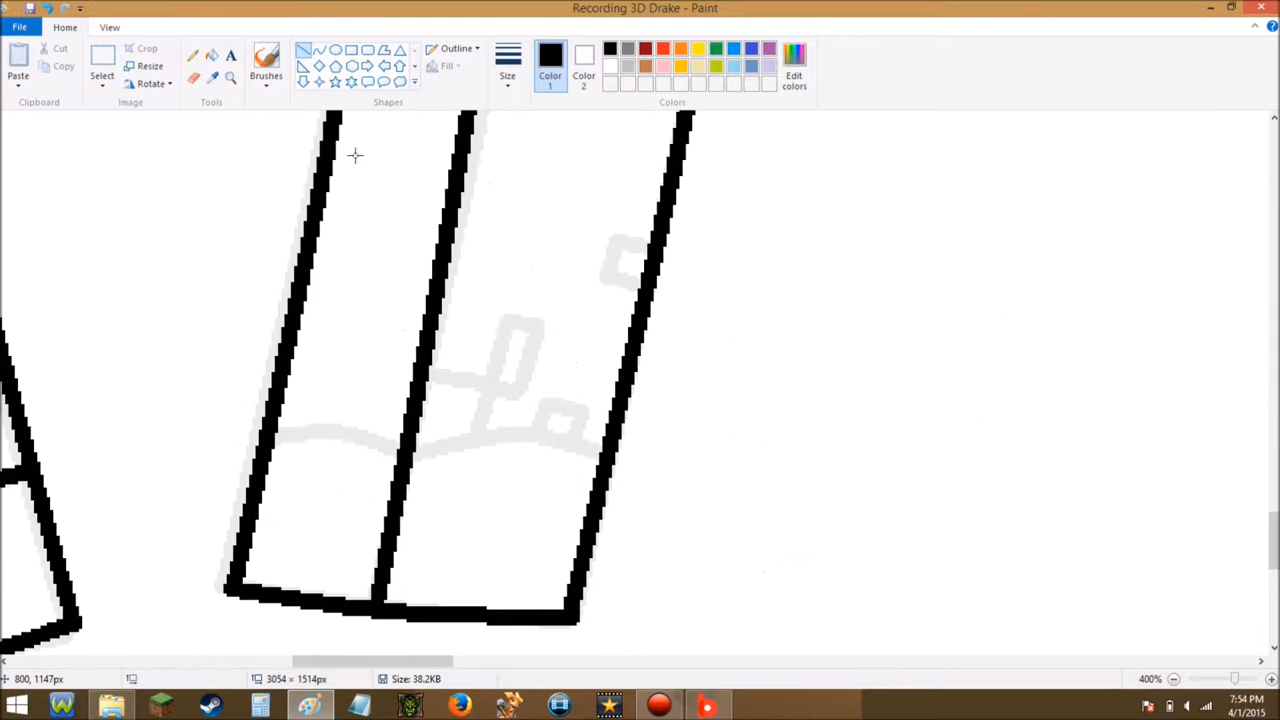 Recording 3D Drake - Paint
File Home View
Paste
Cut
Copy
Clipboard
Select
Crop
Resize
Rotate
Image
Tools
Brushes
Shapes
Outline
Fill
Size
Color 1
Color 2
Edit colors
Colors
800, 1147px
3054 × 1514px
Size: 38.2KB
400%
7:54 PM
4/1/2015